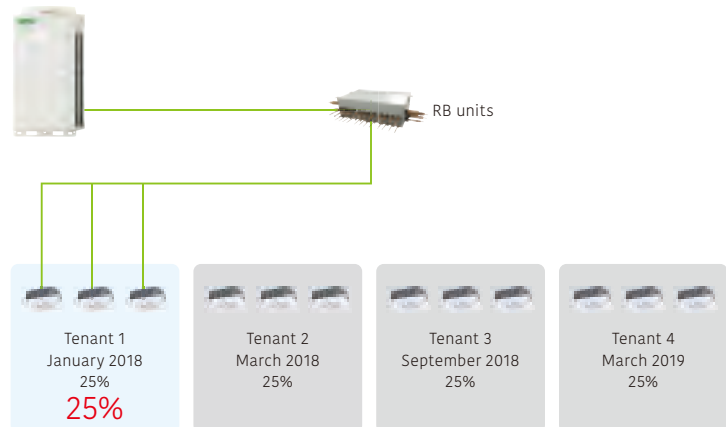 RB units
Tenant 1
January 2018
25%
25%
Tenant 2
March 2018
25%
Tenant 3
September 2018
25%
Tenant 4
March 2019
25%